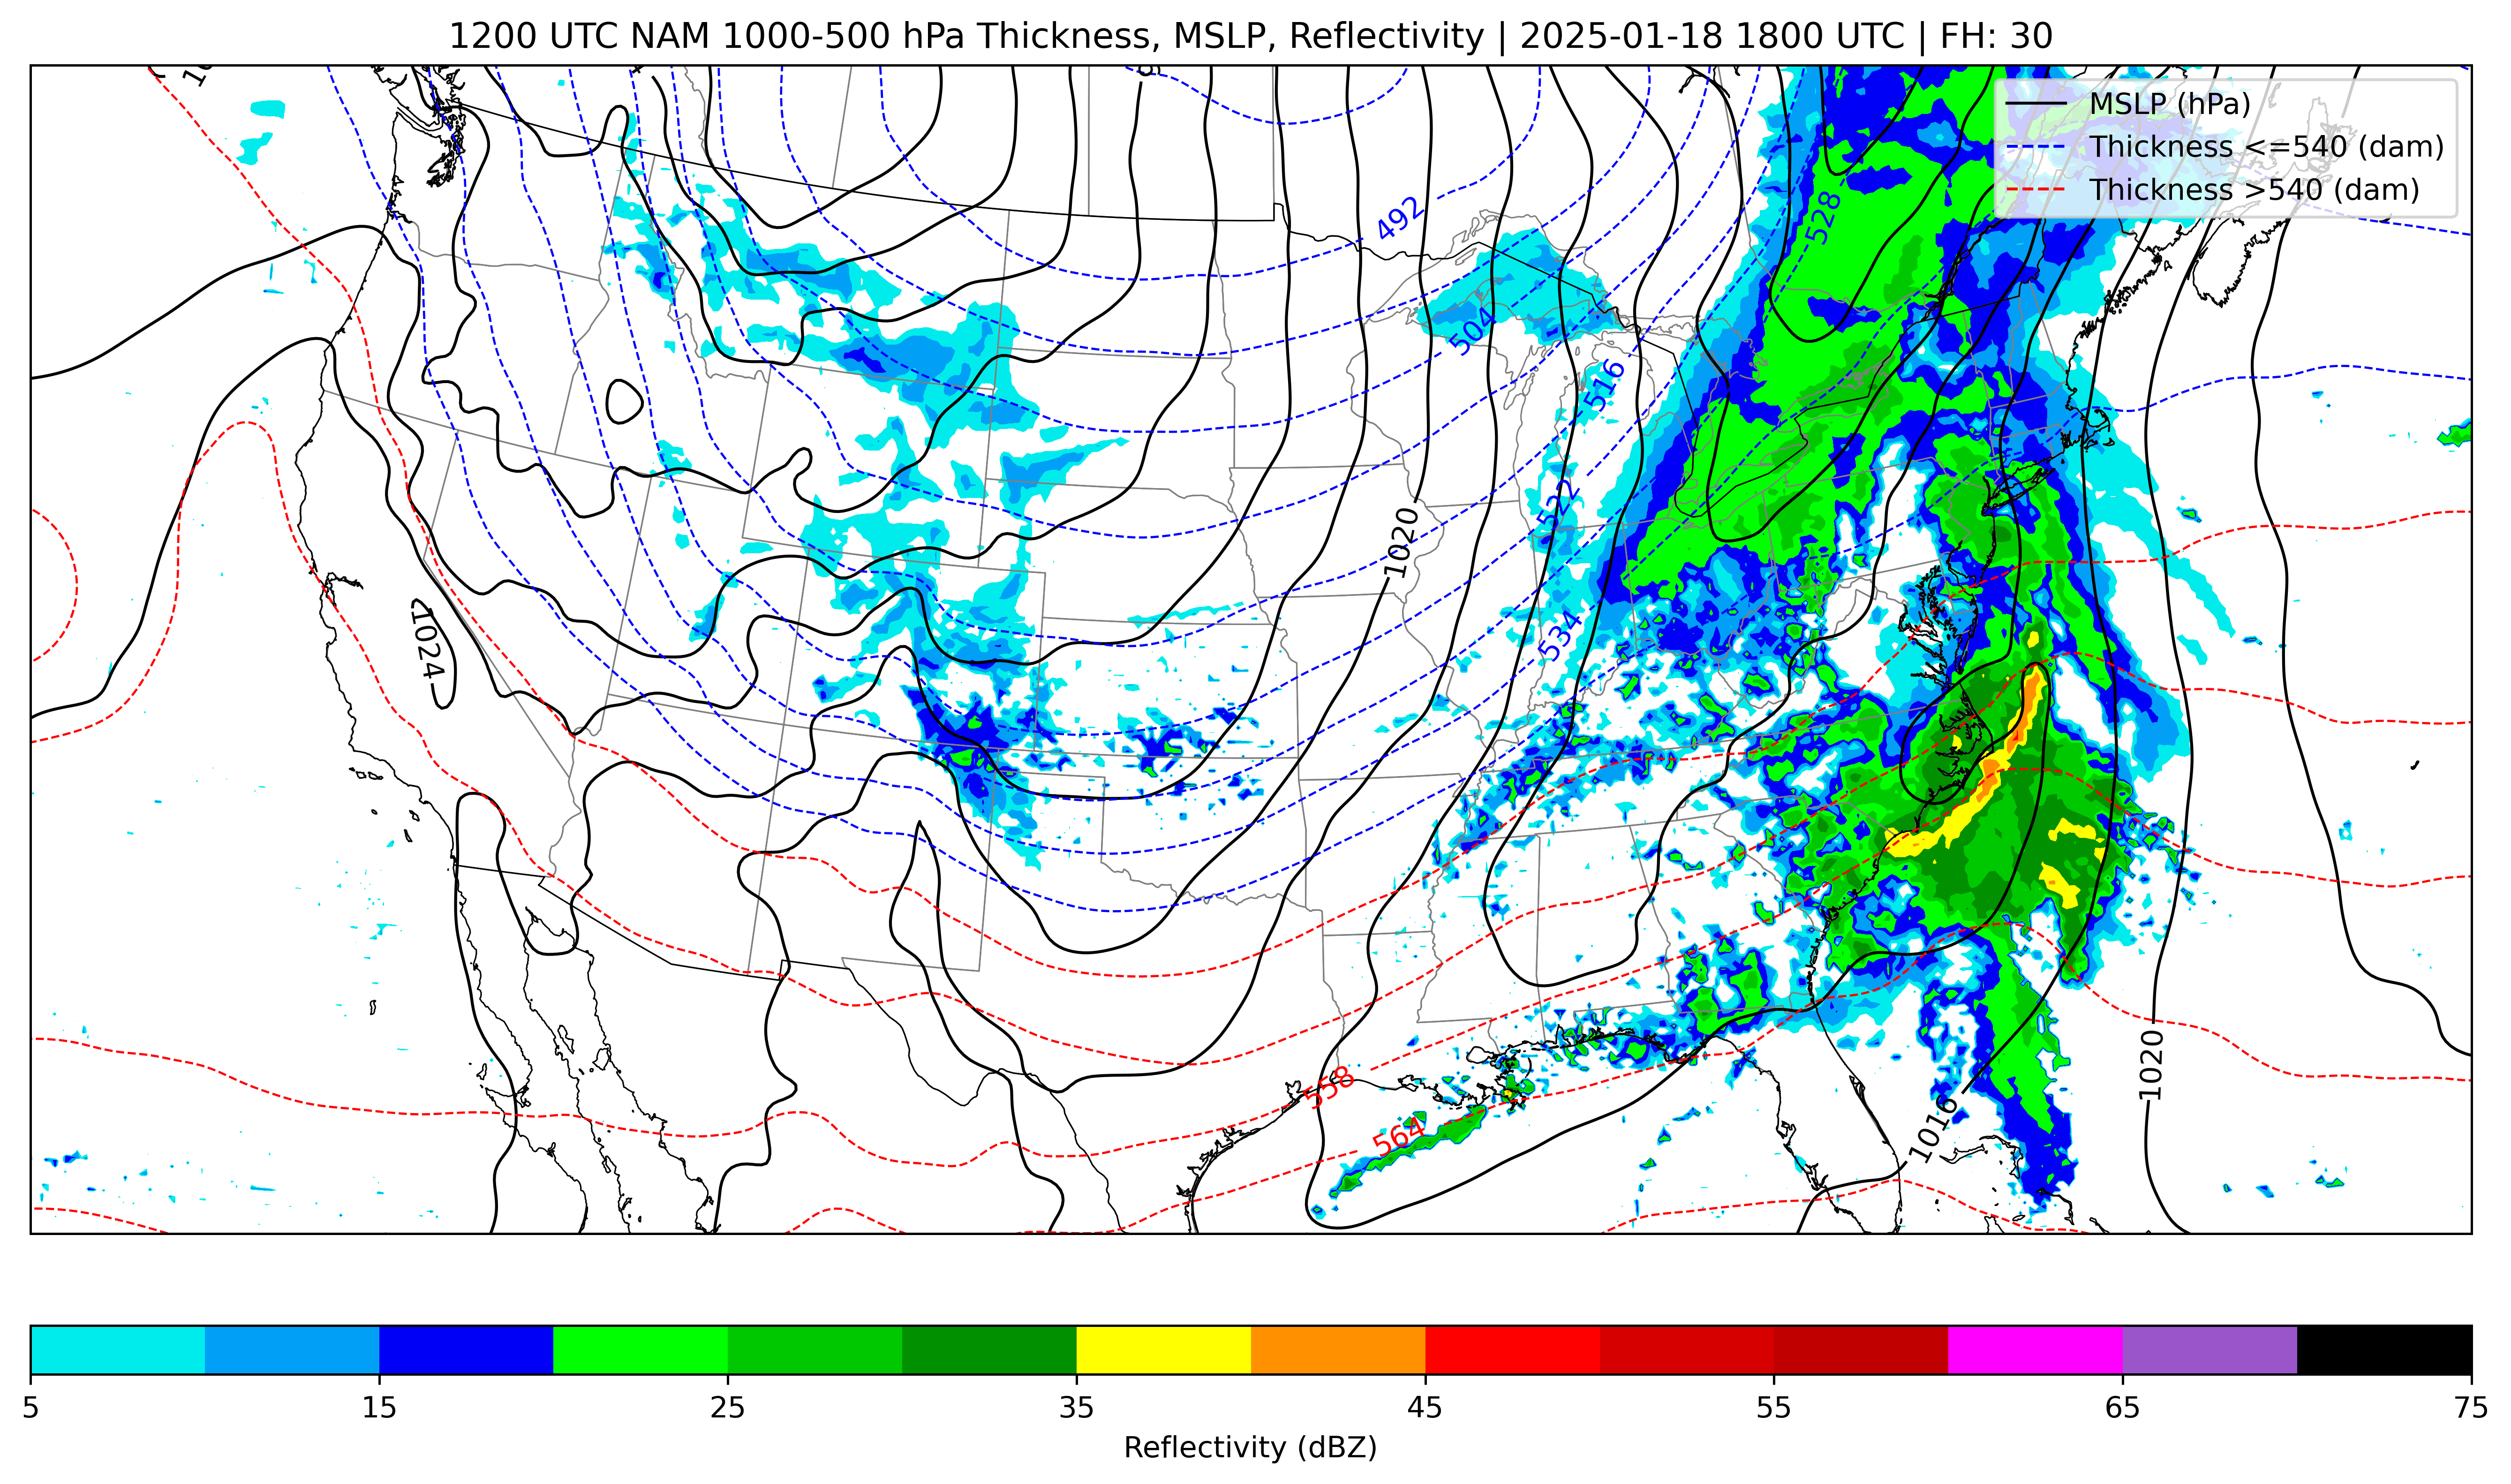 1200 UTC NAM 1000-500 hPa Thickness, MSLP, Reflectivity | 2025-01-18 1800 UTC | FH: 30
MSLP (hPa)
Thickness <=540 (dam)
Thickness >540 (dam)
492
528
504
516
1020
522
534
1024
558
564
1020
1016
5 15 25 35 45 55 65 75
Reflectivity (dBZ)